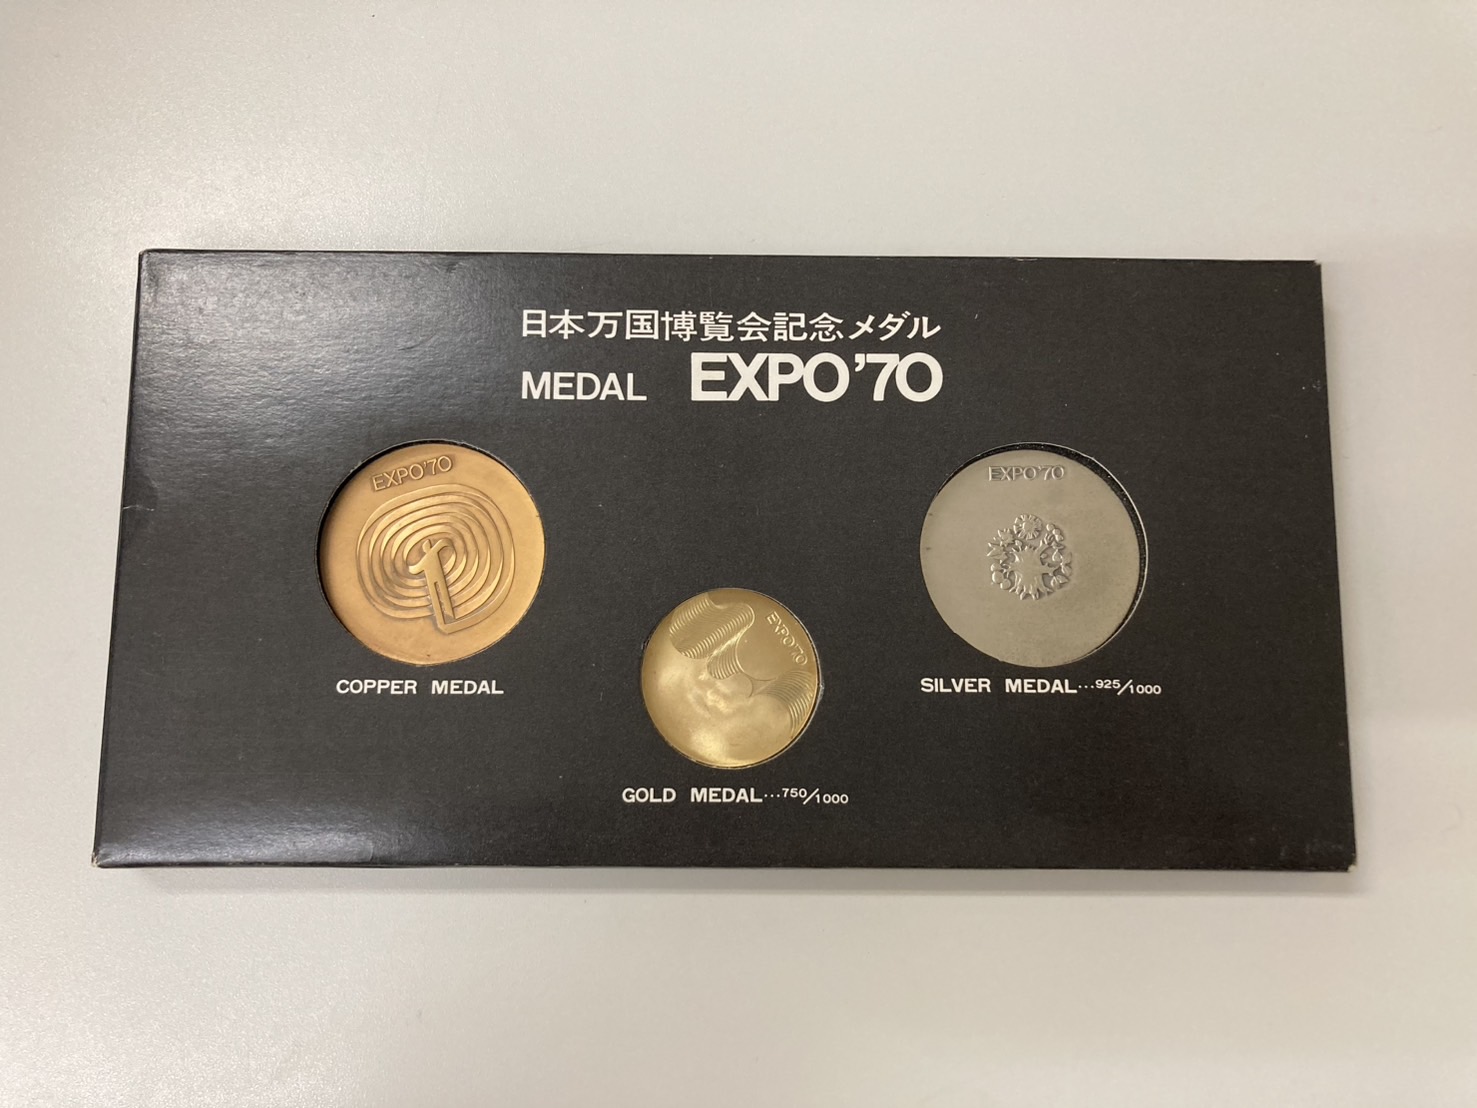 日本万国博覧会記念メダル
MEDAL EXPO'70
EXPO'70
COPPER MEDAL
EXPO'70
GOLD MEDAL…750/1000
EXPO'70
SILVER MEDAL…925/1000